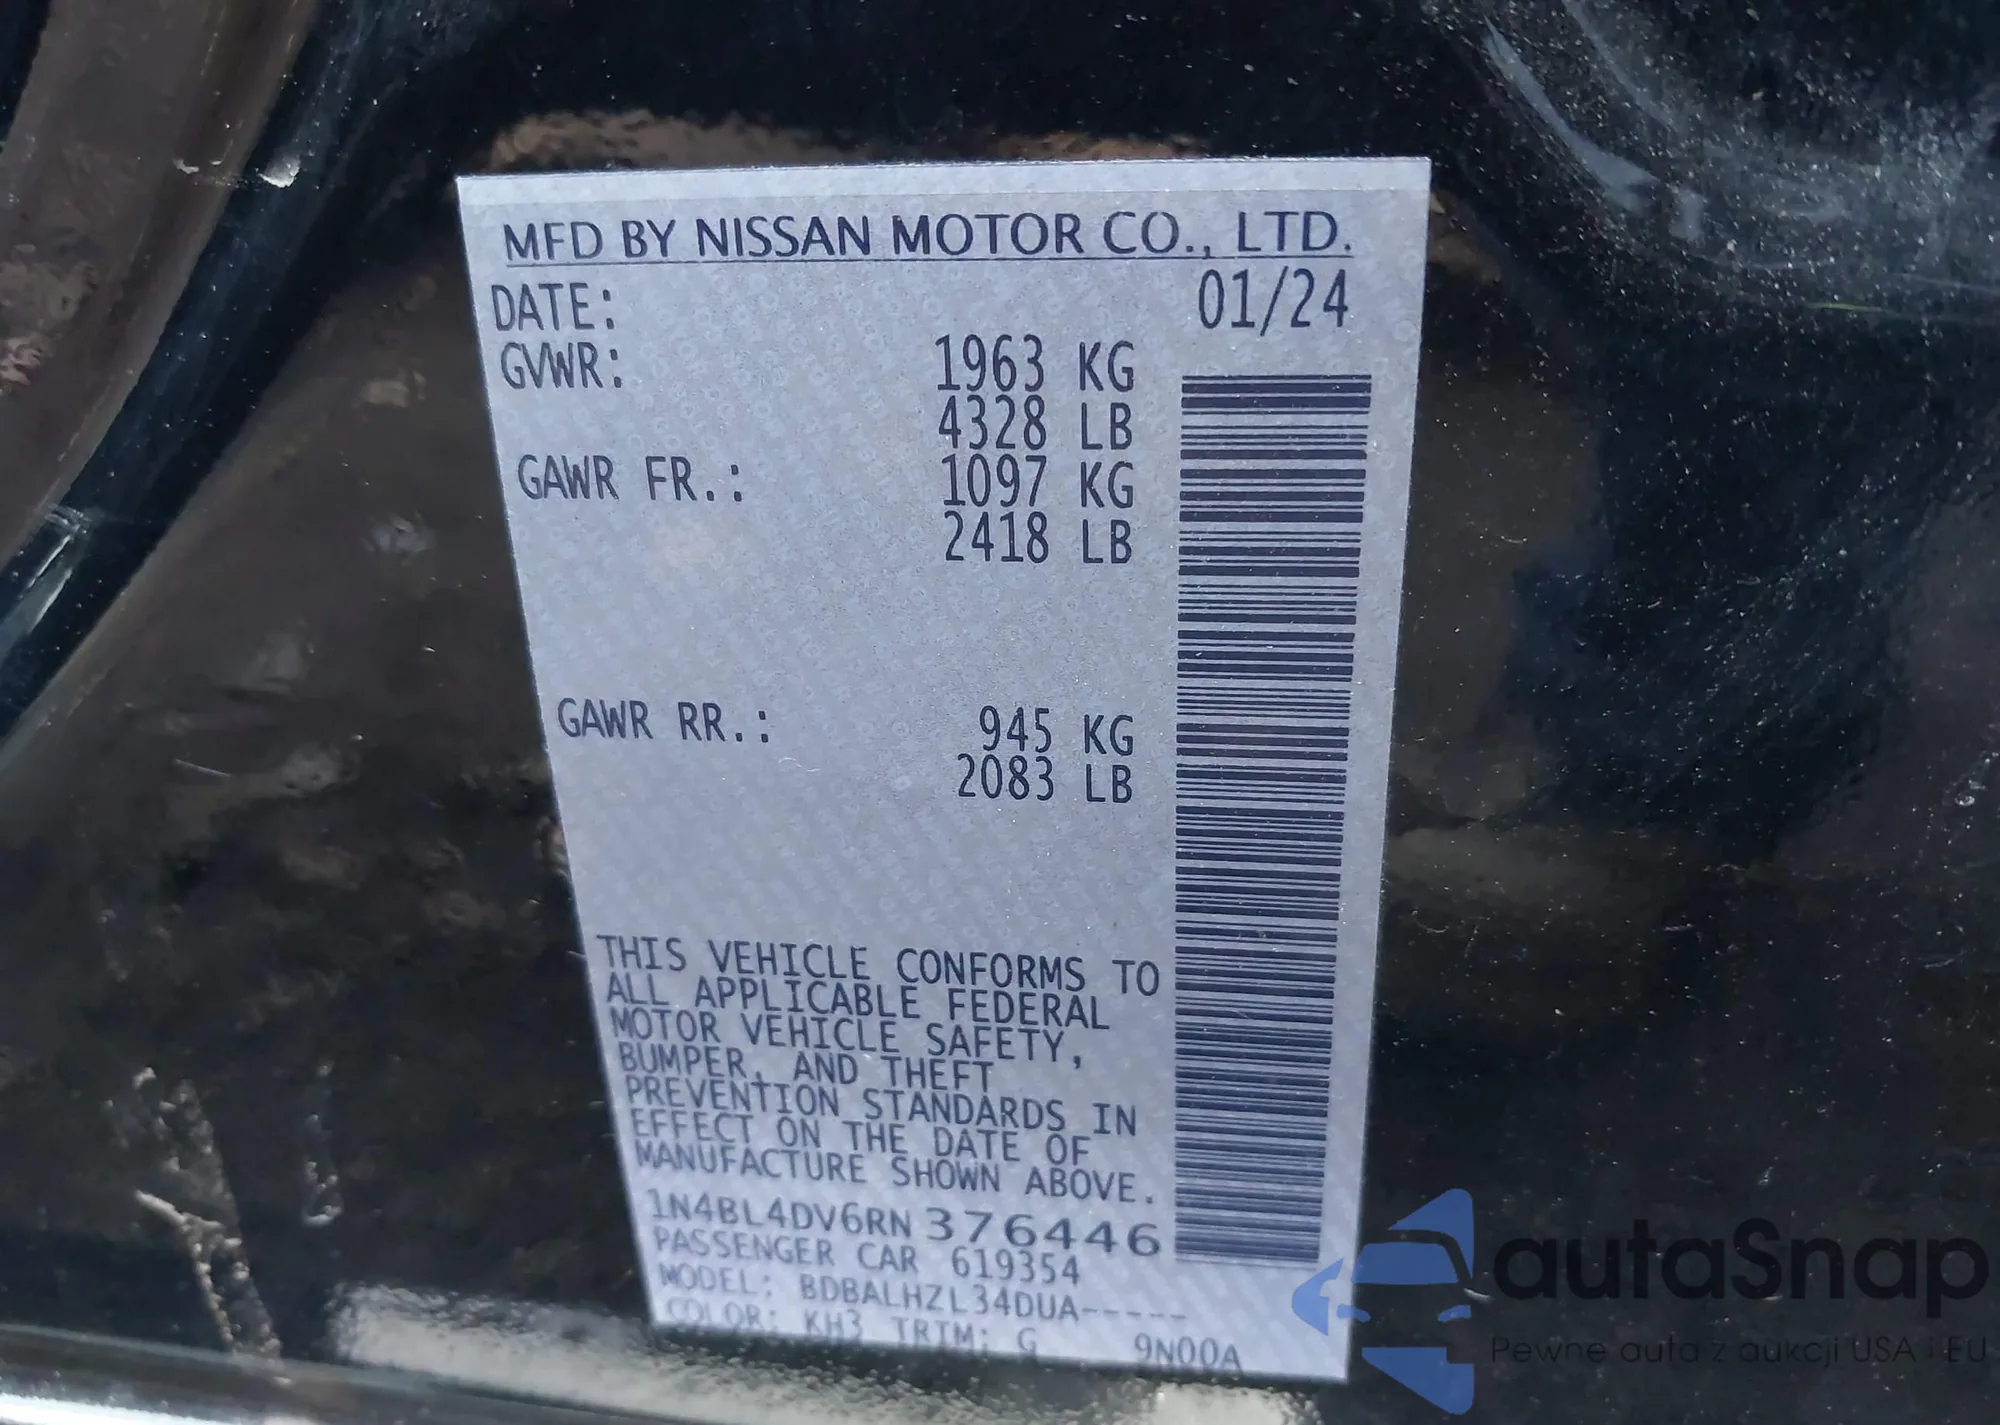 MFD BY NISSAN MOTOR CO., LTD.
DATE: 01/24
GVWR: 1963 KG
4328 LB
GAWR FR.: 1097 KG
2418 LB
GAWR RR.: 945 KG
2083 LB
THIS VEHICLE CONFORMS TO
ALL APPLICABLE FEDERAL
MOTOR VEHICLE SAFETY,
BUMPER, AND THEFT
PREVENTION STANDARDS IN
EFFECT ON THE DATE OF
MANUFACTURE SHOWN ABOVE.
1N4BL4DV6RN376446
PASSENGER CAR 619354
MODEL: BDBALHZL34DUA-----
COLOR: KH3 TRIM: G 9N00A
autaSnap
Pewne auta z aukcji USA i EU